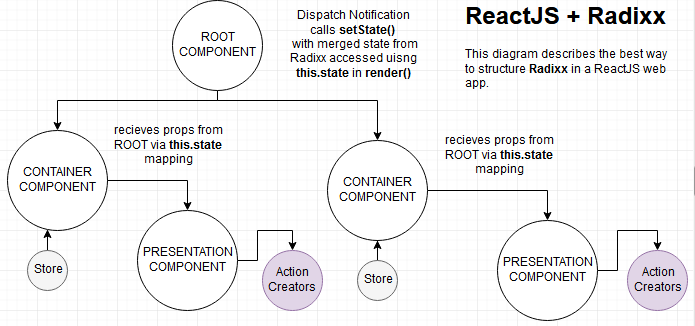 ROOT
COMPONENT
Dispatch Notification
calls setState()
with merged state from
Radixx accessed uisng
this.state in render()
ReactJS + Radixx
This diagram describes the best way
to structure Radixx in a ReactJS web
app.
recieves props from
ROOT via this.state
mapping
recieves props from
ROOT via this.state
mapping
CONTAINER
COMPONENT
CONTAINER
COMPONENT
PRESENTATION
COMPONENT
PRESENTATION
COMPONENT
Store
Action
Creators
Store
Action
Creators